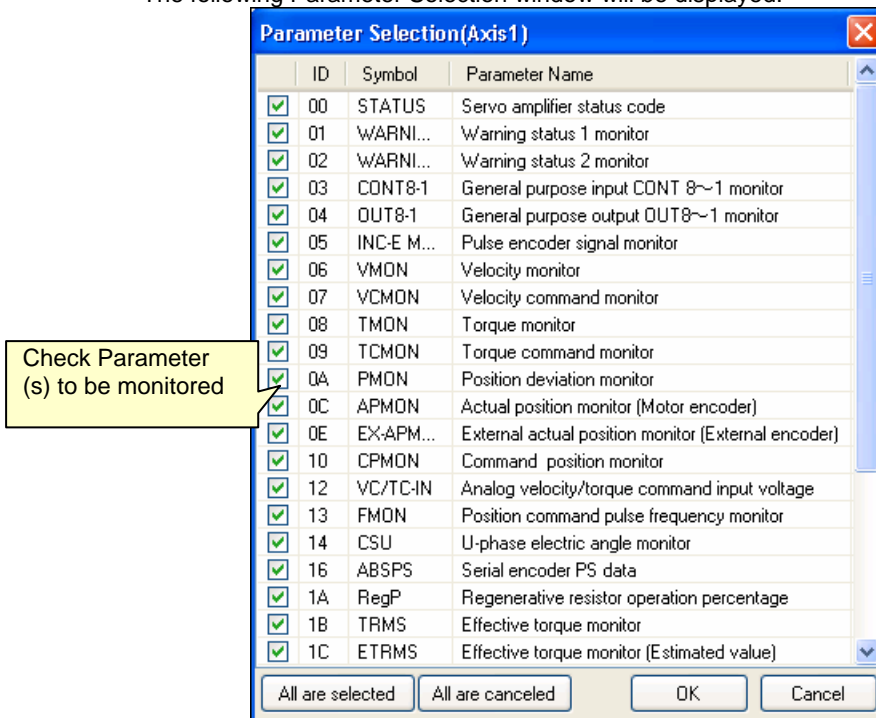 The following Parameter Selection window will be displayed.
Parameter Selection(Axis1)
ID Symbol Parameter Name
00 STATUS Servo amplifier status code
01 WARNI... Warning status 1 monitor
02 WARNI... Warning status 2 monitor
03 CONT8-1 General purpose input CONT 8~1 monitor
04 OUT8-1 General purpose output OUT8~1 monitor
05 INC-E M... Pulse encoder signal monitor
06 VMON Velocity monitor
07 VCMON Velocity command monitor
08 TMON Torque monitor
09 TCMON Torque command monitor
0A PMON Position deviation monitor
0C APMON Actual position monitor (Motor encoder)
0E EX-APM... External actual position monitor (External encoder)
10 CPMON Command position monitor
12 VC/TC-IN Analog velocity/torque command input voltage
13 FMON Position command pulse frequency monitor
14 CSU U-phase electric angle monitor
16 ABSPS Serial encoder PS data
1A RegP Regenerative resistor operation percentage
1B TRMS Effective torque monitor
1C ETRMS Effective torque monitor (Estimated value)
Check Parameter
(s) to be monitored
All are selected All are canceled OK Cancel